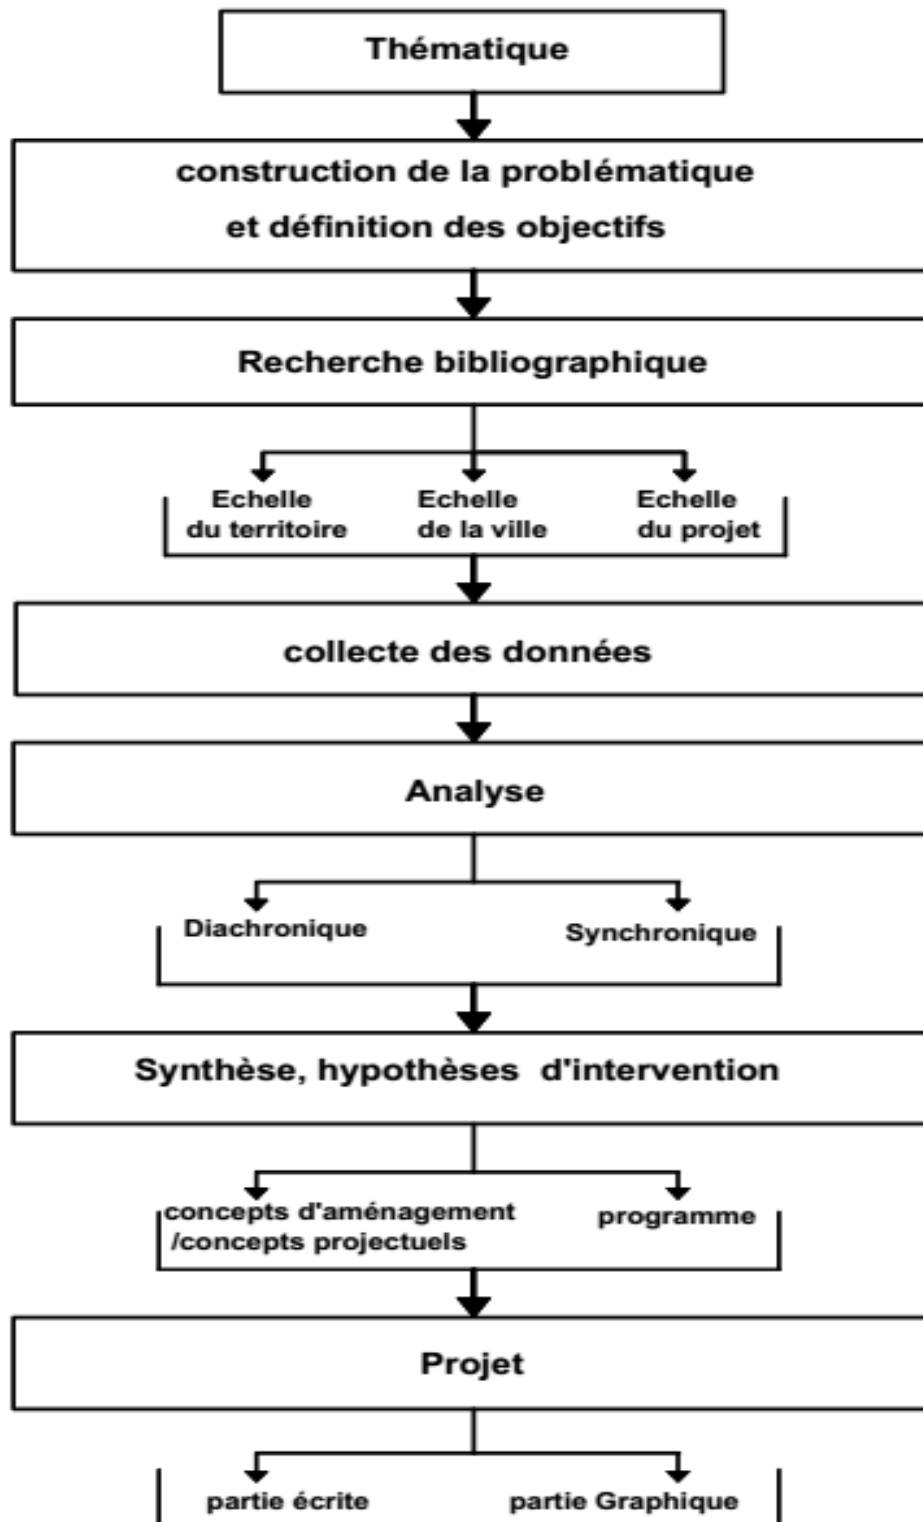 Thématique
construction de la problématique
et définition des objectifs
Recherche bibliographique
Echelle
du territoire
Echelle
de la ville
Echelle
du projet
collecte des données
Analyse
Diachronique
Synchronique
Synthèse, hypothèses d'intervention
concepts d'aménagement
/concepts projectuels
programme
Projet
partie écrite
partie Graphique